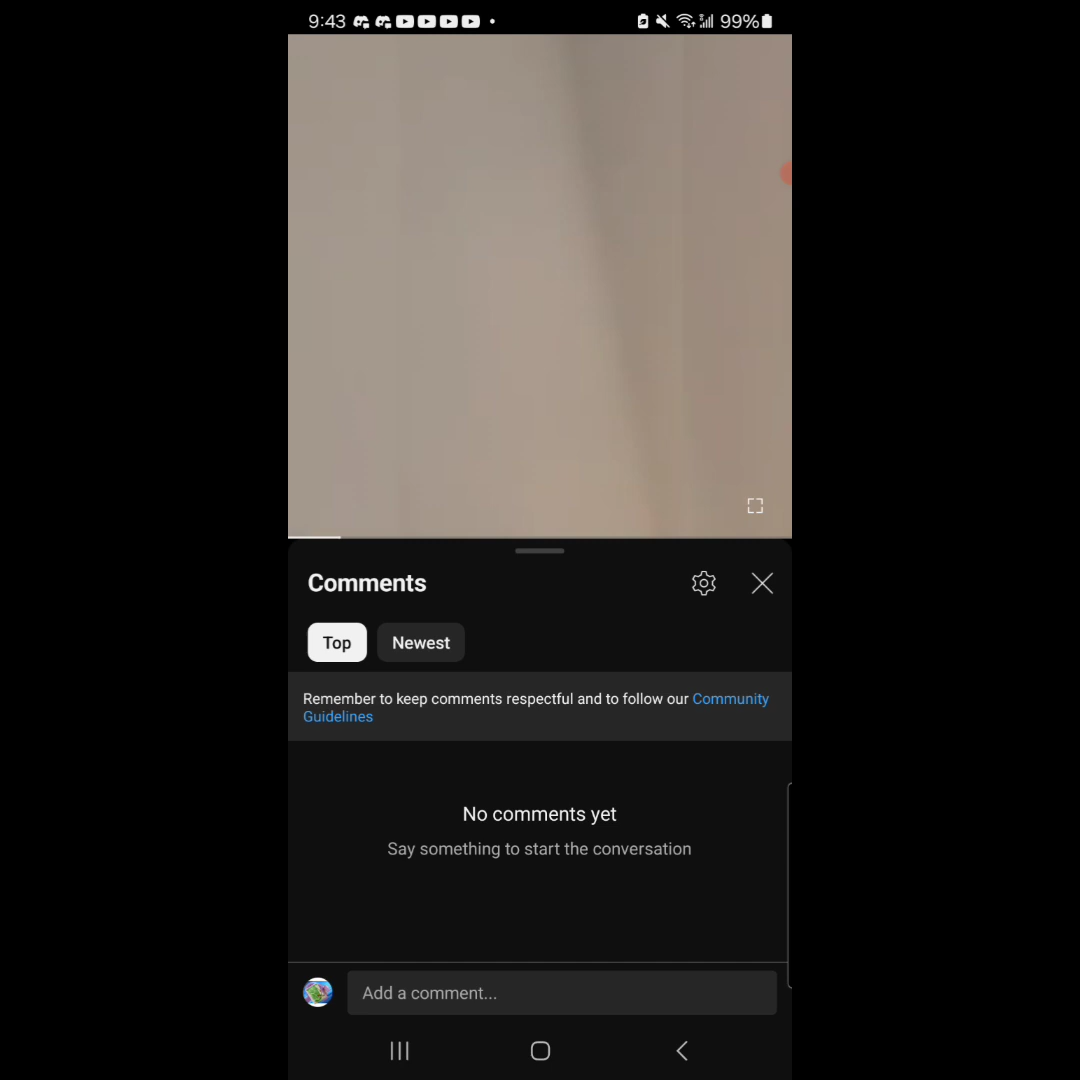 9:43 99%
Comments
Top Newest
Remember to keep comments respectful and to follow our Community
Guidelines
No comments yet
Say something to start the conversation
Add a comment...